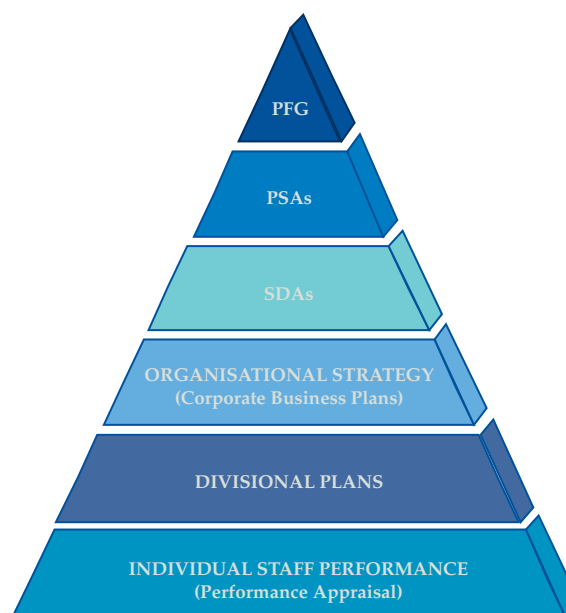 PFG
PSAs
SDAs
ORGANISATIONAL STRATEGY
(Corporate Business Plans)
DIVISIONAL PLANS
INDIVIDUAL STAFF PERFORMANCE
(Performance Appraisal)